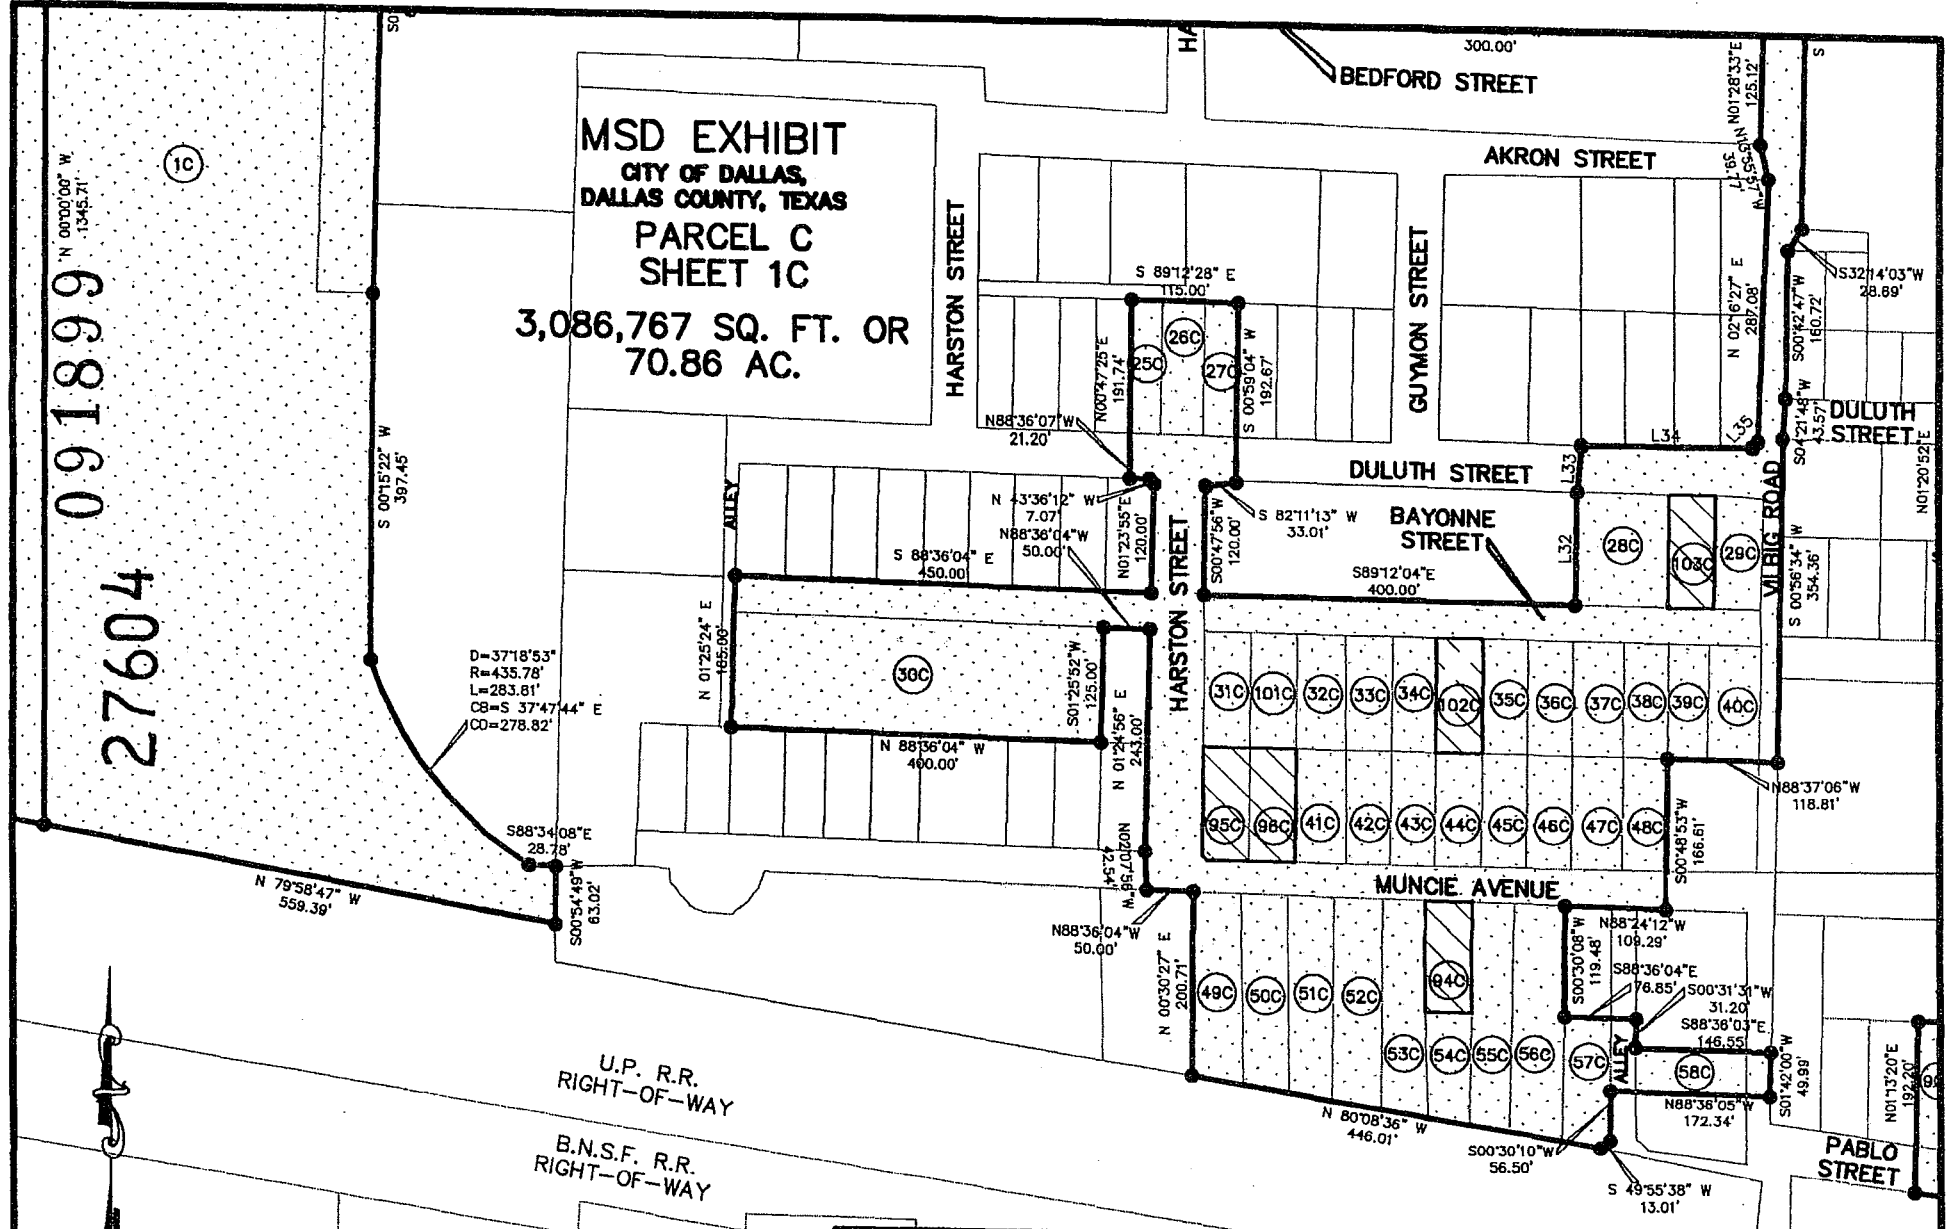 MSD EXHIBIT
CITY OF DALLAS,
DALLAS COUNTY, TEXAS
PARCEL C
SHEET 1C
3,086,767 SQ. FT. OR
70.86 AC.
091899
27604
1C
N 00°00'00" W
1345.71'
S 00°15'22" W
397.45'
D=37°18'53"
R=435.78'
L=283.81'
CB=S 37°47'44" E
CD=278.82'
S88°34'08"E
28.78'
S00°54'49"W
63.02'
N 79°58'47" W
559.39'
U.P. R.R.
RIGHT-OF-WAY
B.N.S.F. R.R.
RIGHT-OF-WAY
300.00'
BEDFORD STREET
AKRON STREET
HARSTON STREET
GUYMON STREET
N01°28'33"E
125.12'
N15°55'57"W
39.77'
S32°14'03"W
28.69'
N 02°16'27" E
287.08'
S00°42'47"W
160.72'
S04°21'48"W
43.57'
DULUTH
STREET
N01°20'52"E
S 89°12'28" E
115.00'
25C
26C
27C
N00°47'25"E
191.74'
S 00°59'04" W
192.67'
N88°36'07"W
21.20'
N 43°36'12" W
7.07'
N88°36'04"W
50.00'
N01°23'55"E
120.00'
S00°47'56"W
120.00'
S 82°11'13" W
33.01'
DULUTH STREET
BAYONNE
STREET
L32
L33
L34
L35
28C
103C
29C
MILBIG ROAD
S 00°56'34" W
354.36'
S89°12'04"E
400.00'
ALLEY
S 88°36'04" E
450.00'
N 01°25'24" E
165.00'
30C
S01°25'52"W
125.00'
N 88°36'04" W
400.00'
HARSTON STREET
N 01°24'56" E
243.00'
31C
101C
32C
33C
34C
102C
35C
36C
37C
38C
39C
40C
N88°37'06"W
118.81'
95C
96C
41C
42C
43C
44C
45C
46C
47C
48C
S00°48'53"W
166.61'
N02°07'56"W
42.54'
MUNCIE AVENUE
N88°36'04"W
50.00'
N 00°30'27" E
200.71'
N88°24'12"W
109.29'
S00°30'08"W
119.48'
S88°36'04"E
76.85'
S00°31'31"W
31.20'
S88°38'03"E
146.55'
49C
50C
51C
52C
94C
53C
54C
55C
56C
57C
ALLEY
58C
S01°42'00"W
49.99'
N88°36'05"W
172.34'
N 80°08'36" W
446.01'
S00°30'10"W
56.50'
S 49°55'38" W
13.01'
N01°13'20"E
192.20'
PABLO
STREET